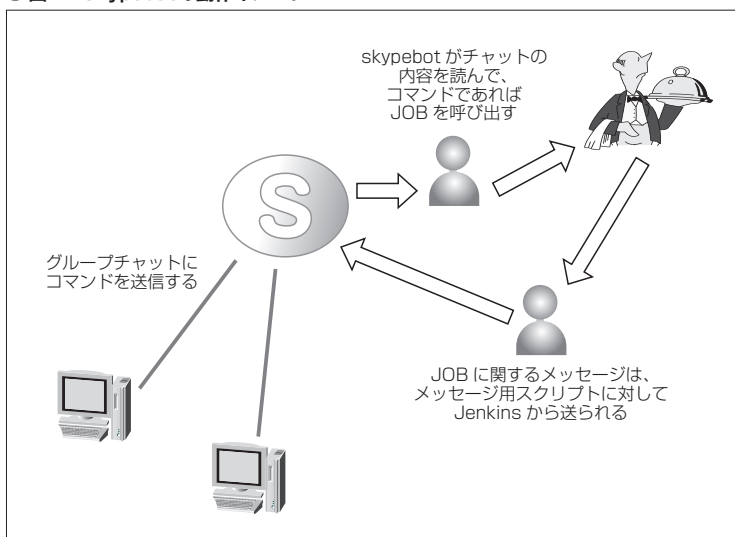 skypebot がチャットの
内容を読んで、
コマンドであれば
JOB を呼び出す
S
グループチャットに
コマンドを送信する
JOB に関するメッセージは、
メッセージ用スクリプトに対して
Jenkins から送られる